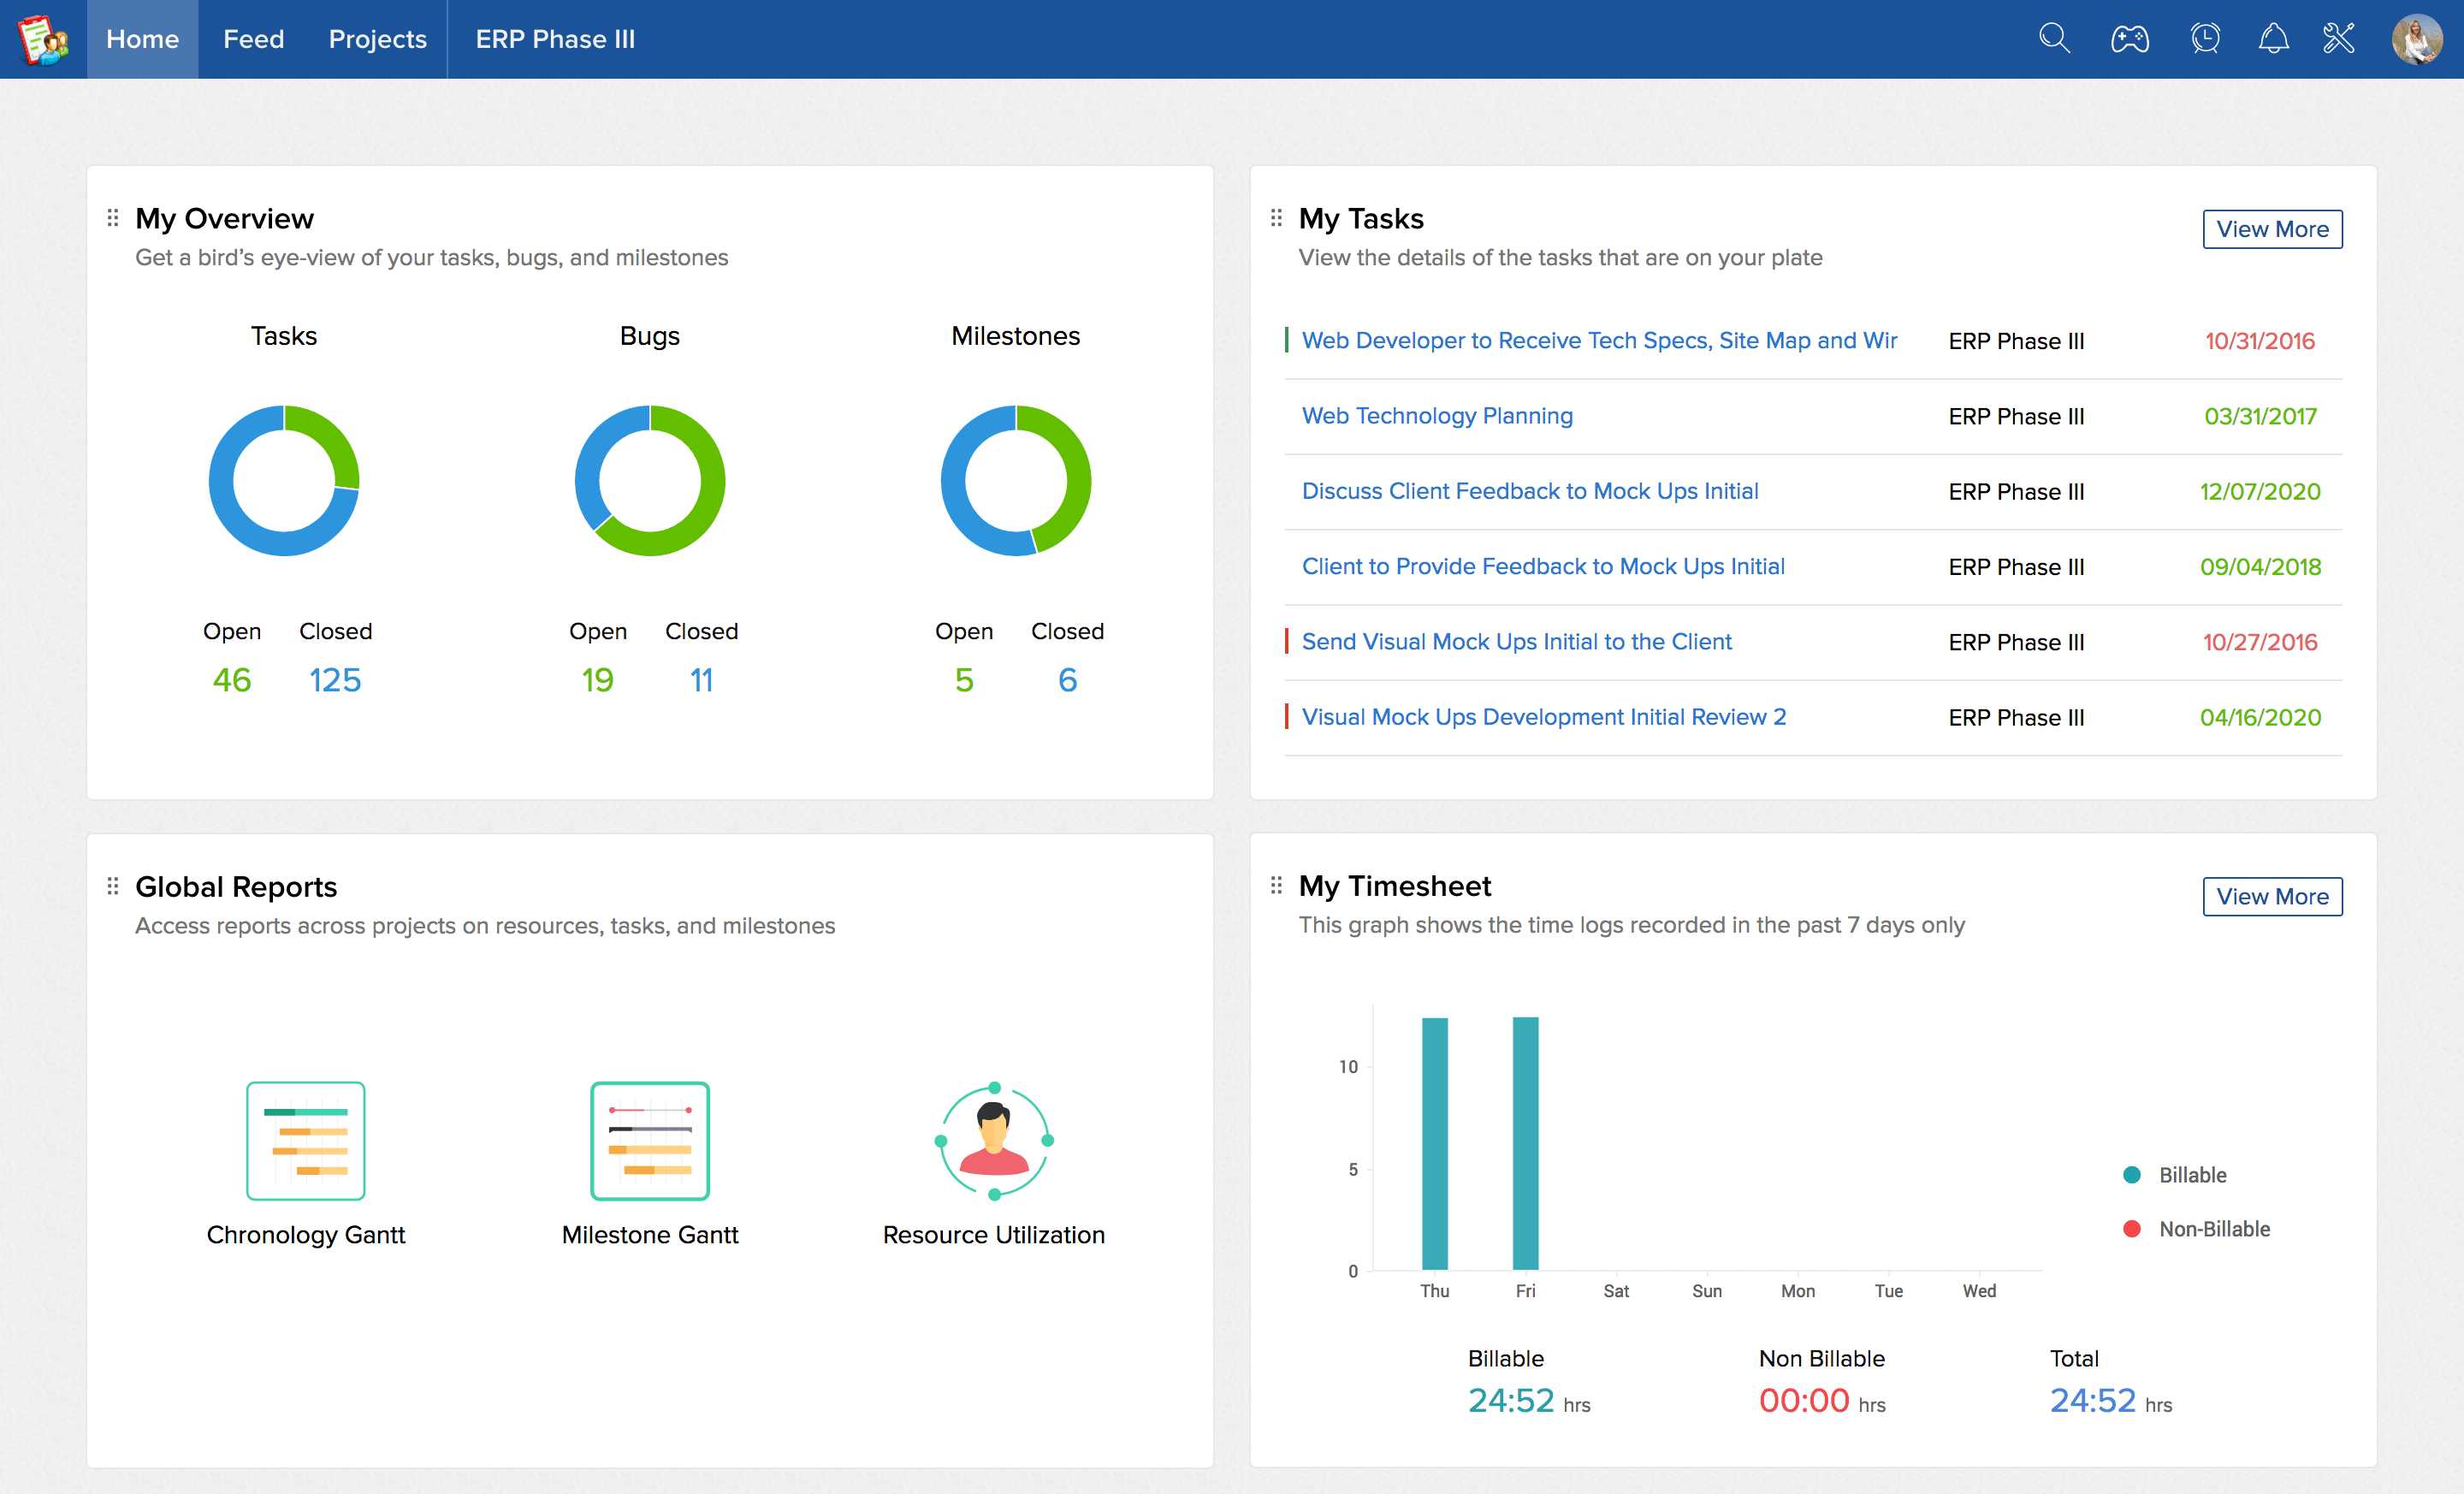 Home Feed Projects ERP Phase III
My Overview
Get a bird’s eye-view of your tasks, bugs, and milestones
Tasks Bugs Milestones
Open Closed Open Closed Open Closed
46 125 19 11 5 6
My Tasks
View More
View the details of the tasks that are on your plate
Web Developer to Receive Tech Specs, Site Map and Wir ERP Phase III 10/31/2016
Web Technology Planning ERP Phase III 03/31/2017
Discuss Client Feedback to Mock Ups Initial ERP Phase III 12/07/2020
Client to Provide Feedback to Mock Ups Initial ERP Phase III 09/04/2018
Send Visual Mock Ups Initial to the Client ERP Phase III 10/27/2016
Visual Mock Ups Development Initial Review 2 ERP Phase III 04/16/2020
Global Reports
Access reports across projects on resources, tasks, and milestones
Chronology Gantt Milestone Gantt Resource Utilization
My Timesheet
View More
This graph shows the time logs recorded in the past 7 days only
10
5
0
Thu Fri Sat Sun Mon Tue Wed
Billable
Non-Billable
Billable Non Billable Total
24:52 hrs 00:00 hrs 24:52 hrs